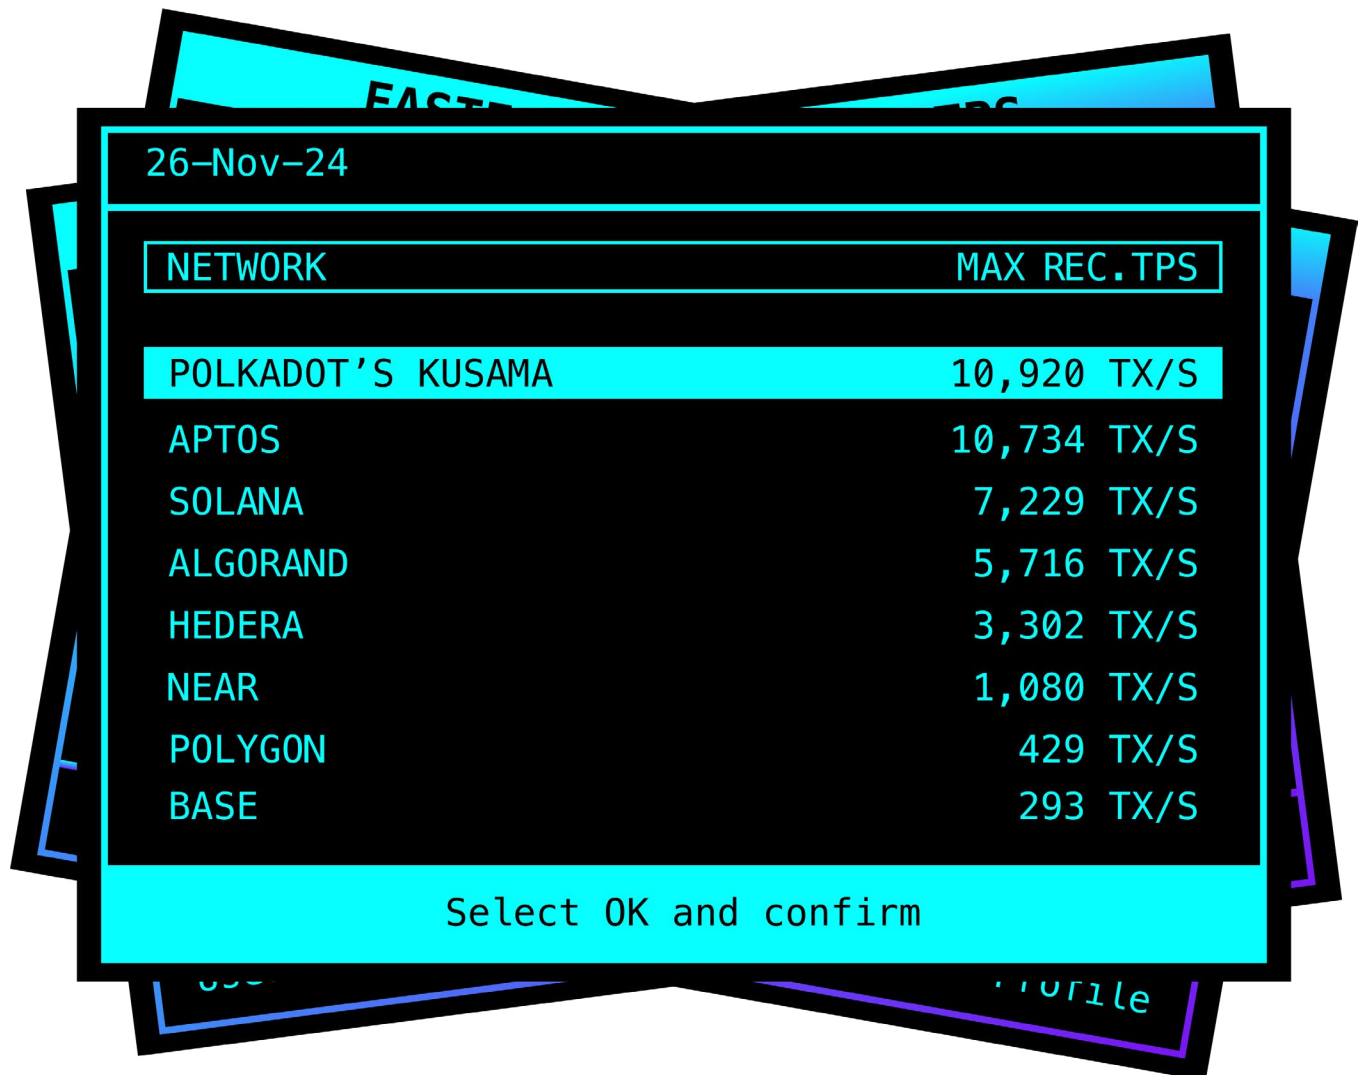 TPS
26-Nov-24
NETWORK MAX REC.TPS
POLKADOT’S KUSAMA 10,920 TX/S
APTOS 10,734 TX/S
SOLANA 7,229 TX/S
ALGORAND 5,716 TX/S
HEDERA 3,302 TX/S
NEAR 1,080 TX/S
POLYGON 429 TX/S
BASE 293 TX/S
Select OK and confirm
Profile